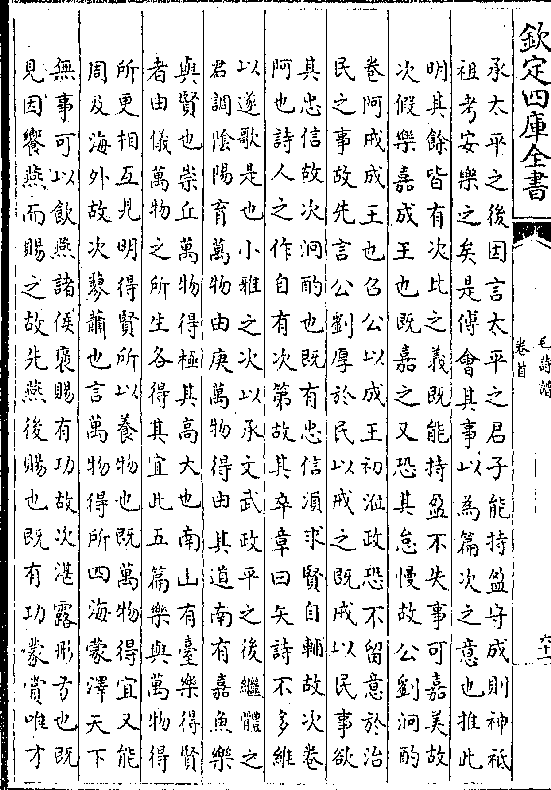 欽定四庫全書
毛詩譜
卷首
六十一
承太平之後因言太平之君子能持盈守成則神祗
祖考安樂之矣是傅會其事以為篇次之意也推此
明其餘皆有次比之義既能持盈不失事可嘉美故
次假樂嘉成王也既嘉之又恐其怠慢故公劉泂酌
卷阿戒成王也召公以成王初涖政恐不留意於治
民之事故先言公劉厚於民以戒之既戒以民事欲
其忠信故次泂酌也既有忠信須求賢自輔故次卷
阿也詩人之作自有次第故其卒章曰矢詩不多維
以遂歌是也小雅之次以承文武政平之後繼體之
君調陰陽育萬物由庚萬物得由其道南有嘉魚樂
與賢也崇丘萬物得極其高大也南山有臺樂得賢
者由儀萬物之所生各得其宜此五篇樂與萬物得
所更相互見明得賢所以養物也既萬物得宜又能
周及海外故次蓼蕭也言萬物得所四海蒙澤天下
無事可以飲燕諸侯褒賜有功故次湛露彤弓也既
見因饗燕而賜之故先燕後賜也既有功蒙賞唯才